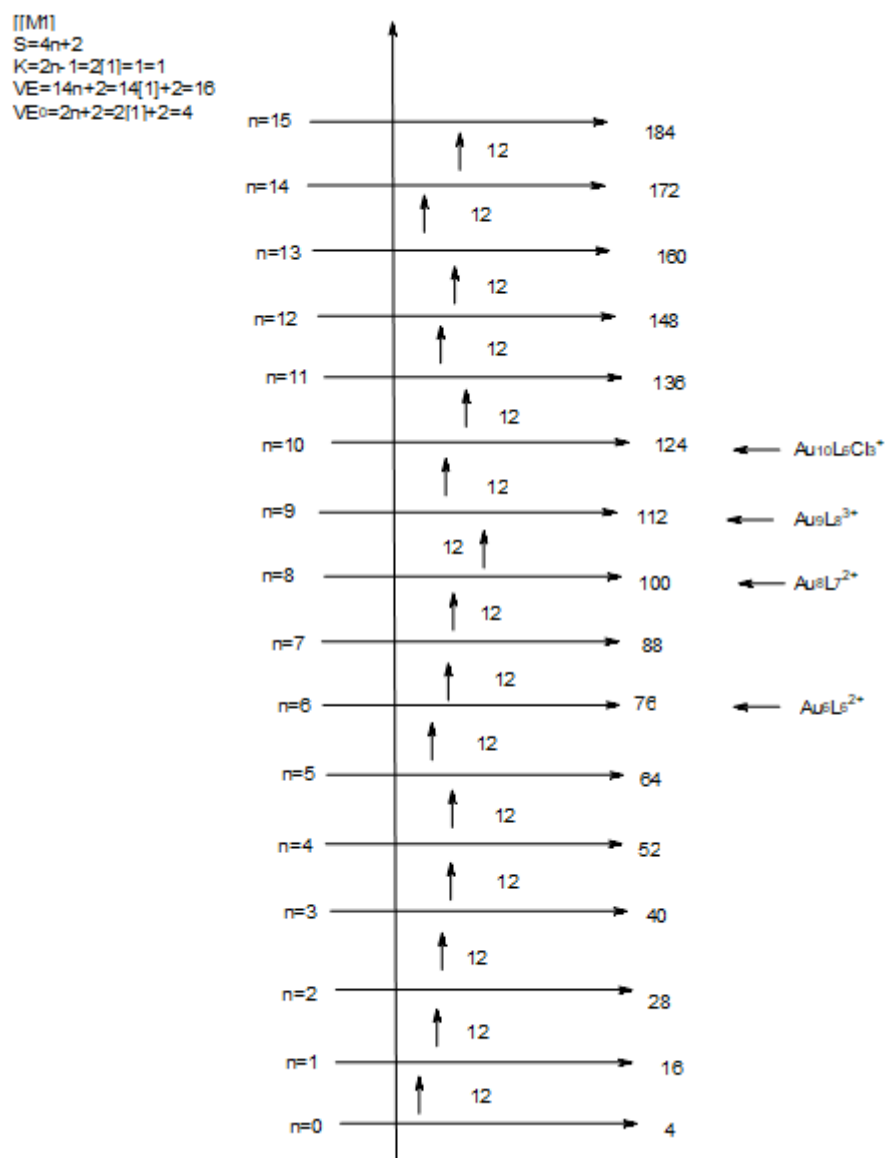 [[M1]
S=4n+2
K=2n-1=2[1]=1=1
VE=14n+2=14[1]+2=16
VE0=2n+2=2[1]+2=4
n=15 184
12
n=14 172
12
n=13 160
12
n=12 148
12
n=11 136
12
n=10 124 Au10L6Cl3+
12
n=9 112 Au9L83+
12
n=8 100 Au8L72+
12
n=7 88
12
n=6 76 Au6L62+
12
n=5 64
12
n=4 52
12
n=3 40
12
n=2 28
12
n=1 16
12
n=0 4